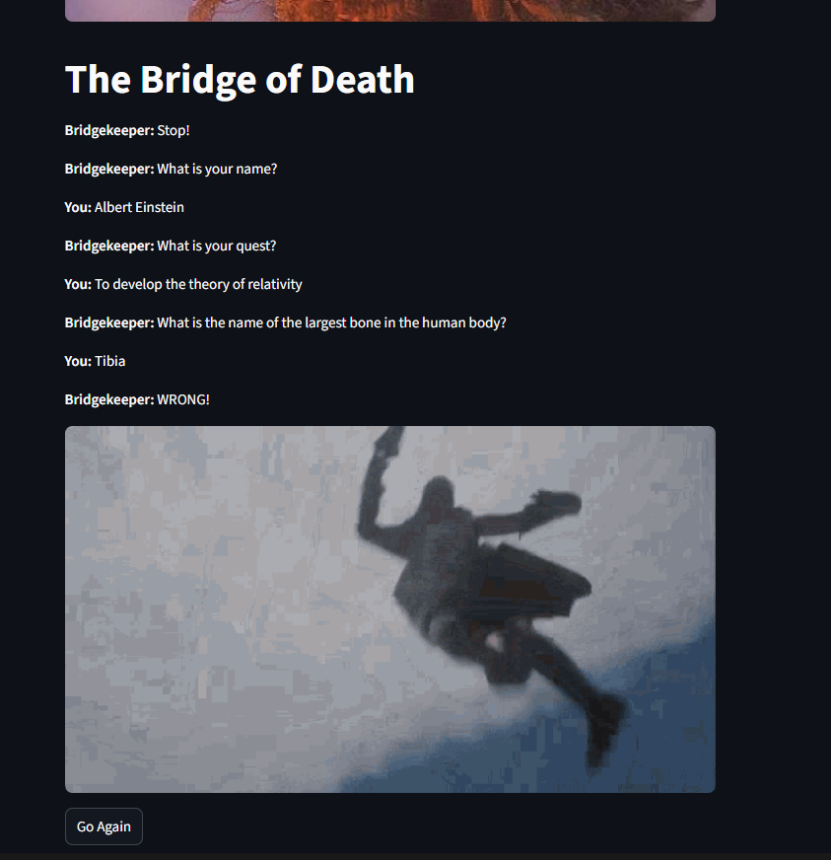 The Bridge of Death
Bridgekeeper: Stop!
Bridgekeeper: What is your name?
You: Albert Einstein
Bridgekeeper: What is your quest?
You: To develop the theory of relativity
Bridgekeeper: What is the name of the largest bone in the human body?
You: Tibia
Bridgekeeper: WRONG!
Go Again